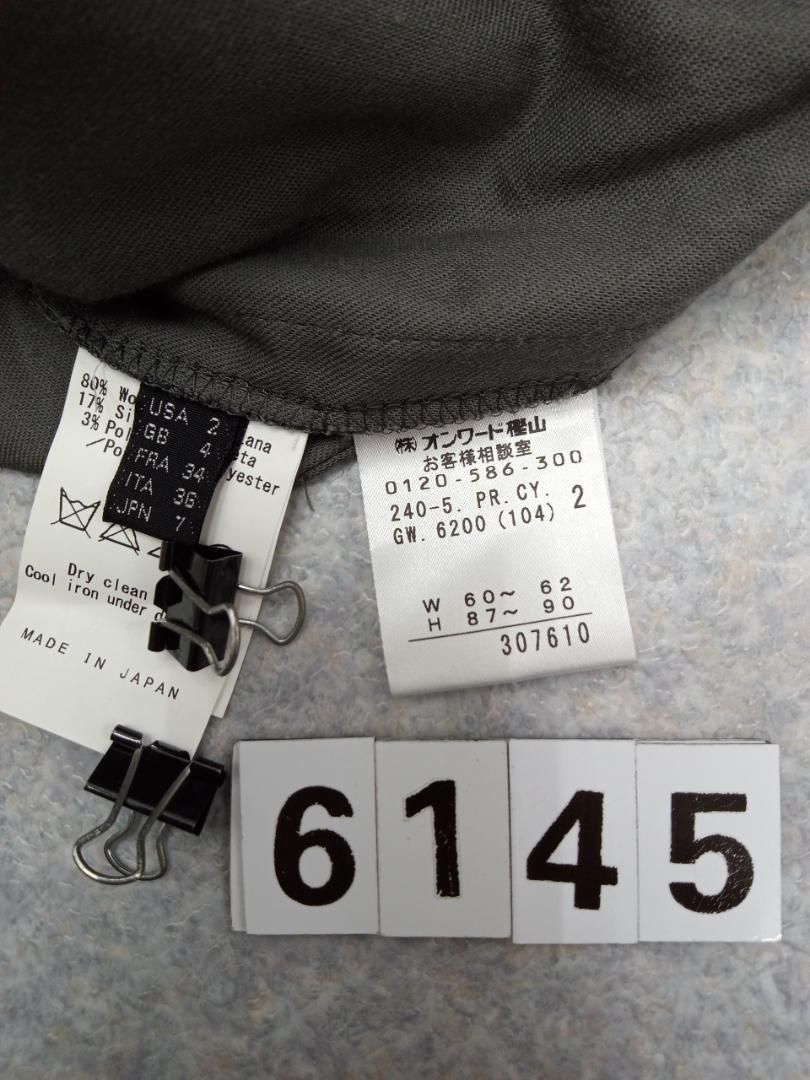 80% Wo
17% Si
3% Po
/Po
lana
eta
yester
USA 2
GB 4
FRA 34
ITA 36
JPN 7
Dry clean
Cool iron under
MADE IN JAPAN
(株)オンワード樫山
お客様相談室
0120-586-300
240-5. PR. CY. 2
GW. 6200 (104)
W 60~ 62
H 87~ 90
307610
6145